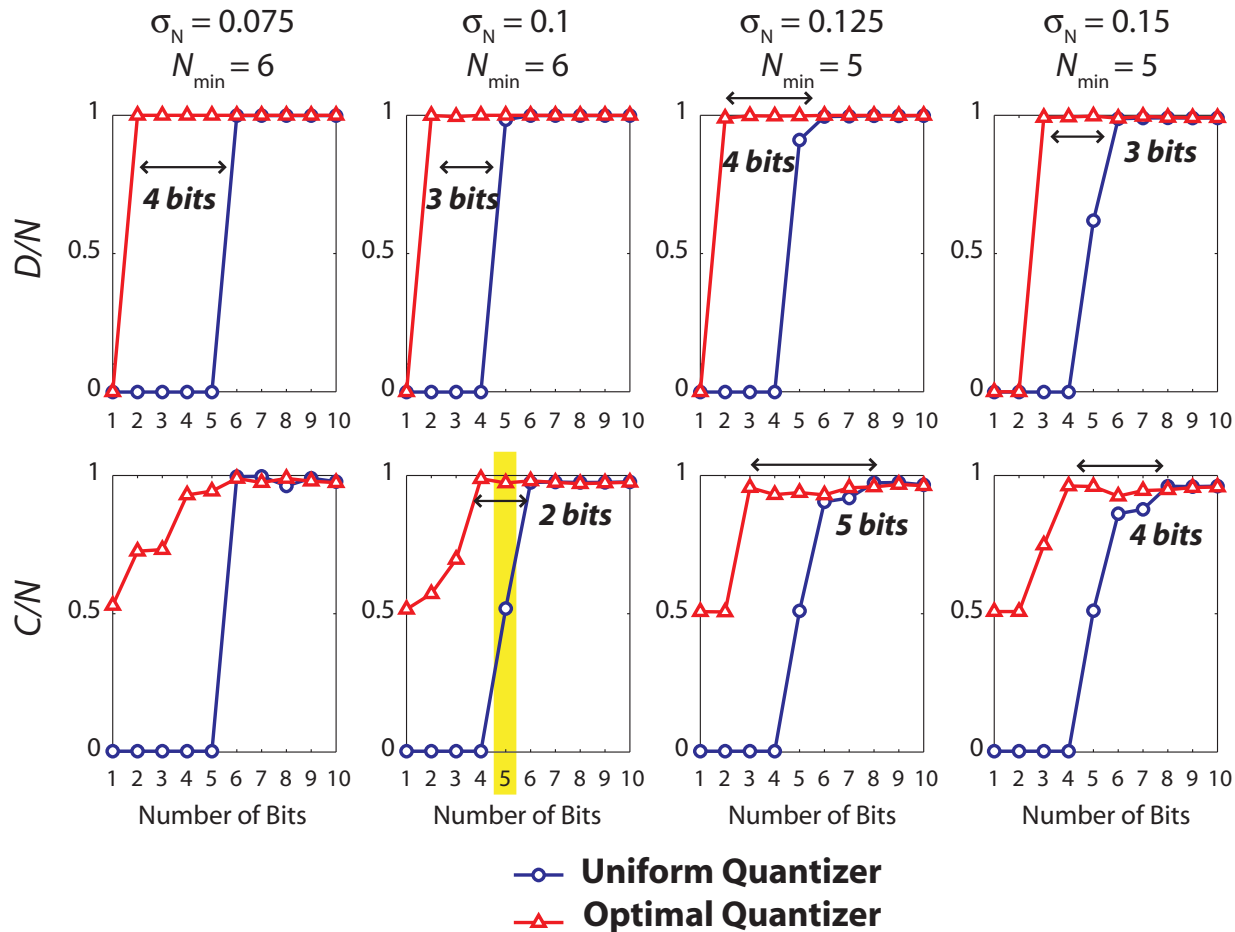 σN = 0.075 σN = 0.1 σN = 0.125 σN = 0.15
Nmin = 6 Nmin = 6 Nmin = 5 Nmin = 5
D/N
1 1 1 1
4 bits 3 bits 4 bits 3 bits
0.5 0.5 0.5 0.5
0 0 0 0
1 2 3 4 5 6 7 8 9 10 1 2 3 4 5 6 7 8 9 10 1 2 3 4 5 6 7 8 9 10 1 2 3 4 5 6 7 8 9 10
C/N
1 1 1 1
2 bits 5 bits 4 bits
0.5 0.5 0.5 0.5
0 0 0 0
1 2 3 4 5 6 7 8 9 10 1 2 3 4 5 6 7 8 9 10 1 2 3 4 5 6 7 8 9 10 1 2 3 4 5 6 7 8 9 10
Number of Bits Number of Bits Number of Bits Number of Bits
Uniform Quantizer
Optimal Quantizer